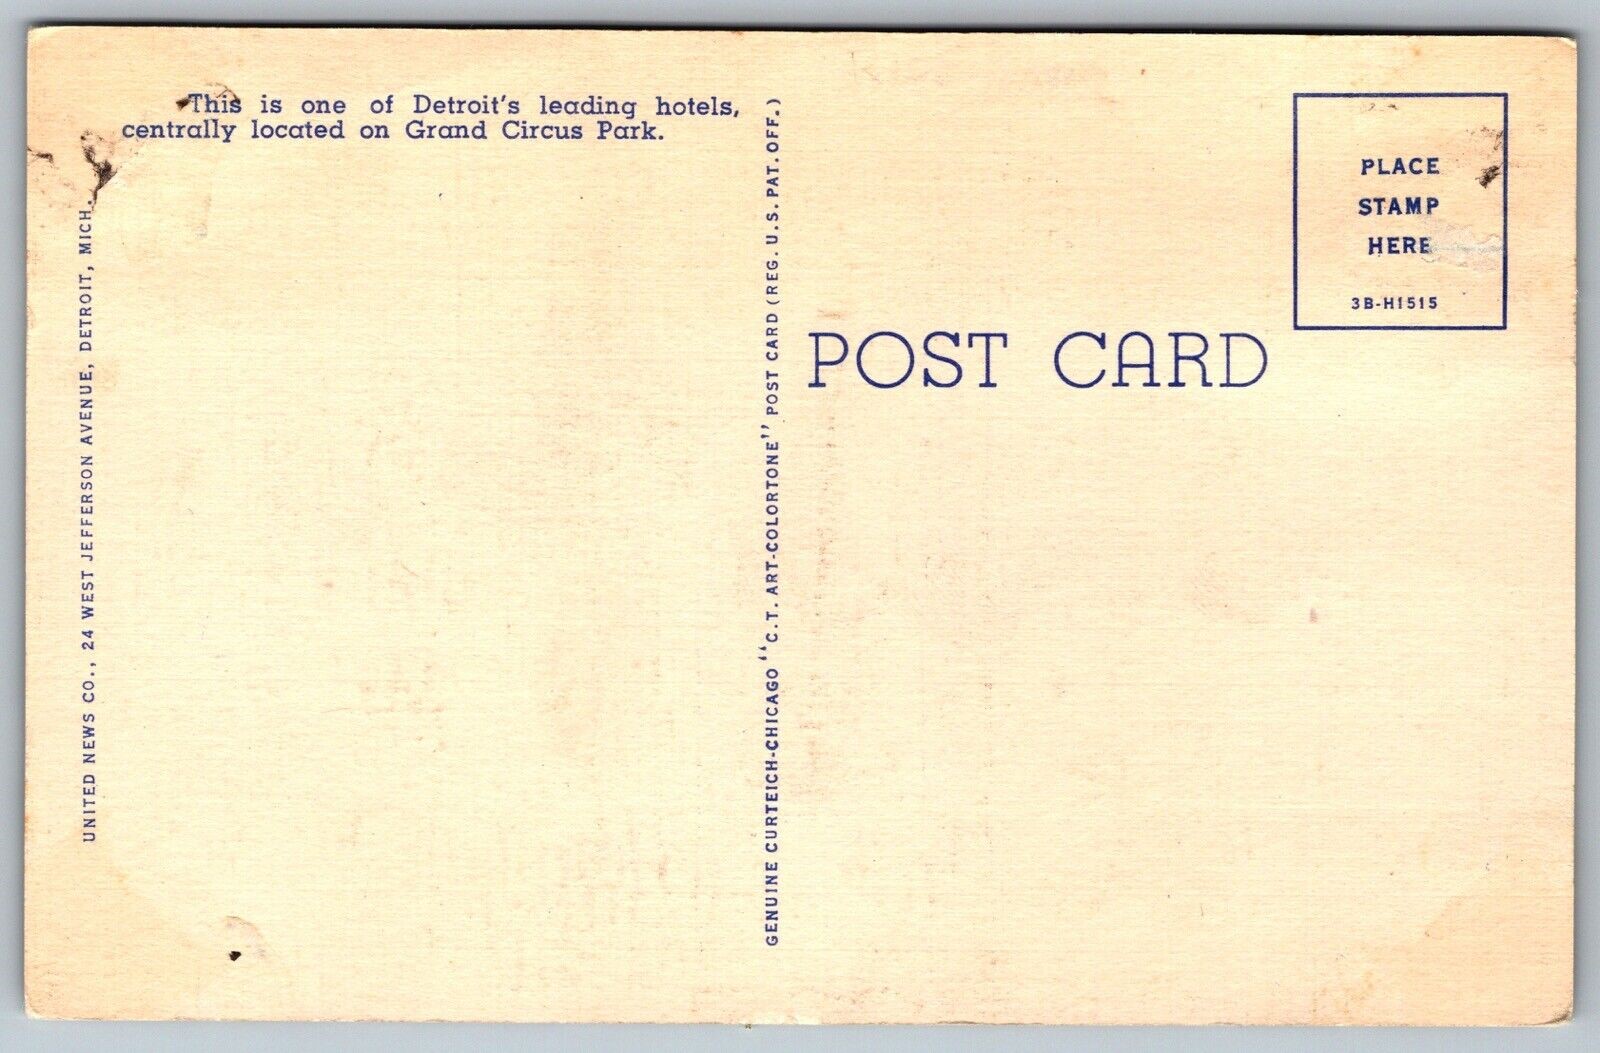 This is one of Detroit's leading hotels,
centrally located on Grand Circus Park.
UNITED NEWS CO., 24 WEST JEFFERSON AVENUE, DETROIT, MICH.
GENUINE CURTEICH-CHICAGO "C.T. ART-COLORTONE" POST CARD (REG. U.S. PAT. OFF.)
POST CARD
PLACE
STAMP
HERE
3B-H1515